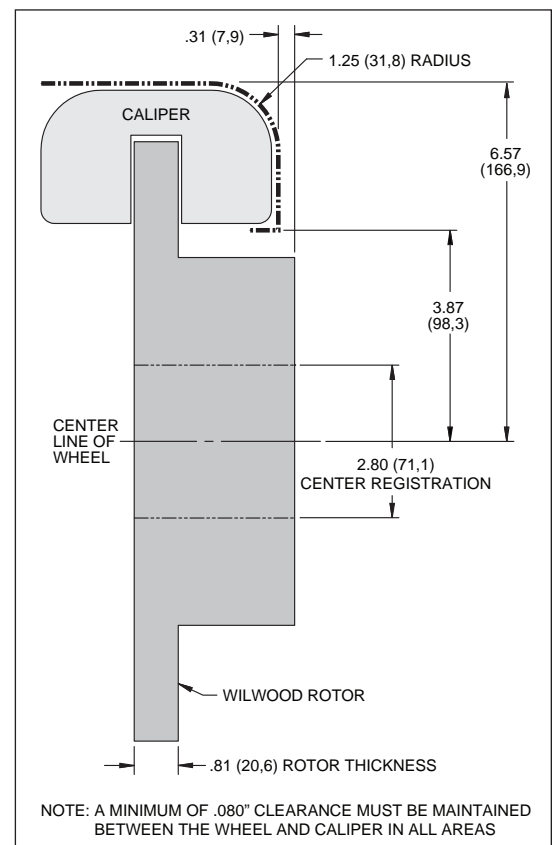 .31 (7,9)
1.25 (31,8) RADIUS
CALIPER
6.57
(166,9)
3.87
(98,3)
CENTER
LINE OF
WHEEL
2.80 (71,1)
CENTER REGISTRATION
WILWOOD ROTOR
.81 (20,6) ROTOR THICKNESS
NOTE: A MINIMUM OF .080” CLEARANCE MUST BE MAINTAINED
BETWEEN THE WHEEL AND CALIPER IN ALL AREAS